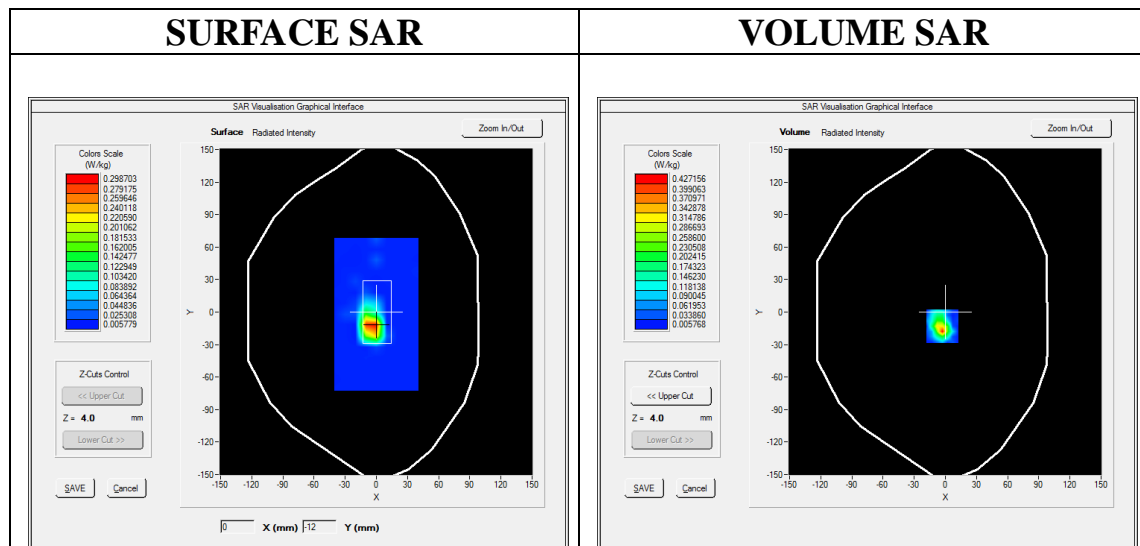 SURFACE SAR
SAR Visualisation Graphical Interface
Surface Radiated Intensity
Zoom In/Out
Colors Scale
(W/kg)
0.298703
0.279175
0.259646
0.240118
0.220590
0.201062
0.181533
0.162005
0.142477
0.122949
0.103420
0.083892
0.064364
0.044836
0.025308
0.005779
Z-Cuts Control
<< Upper Cut
Z = 4.0 mm
Lower Cut >>
SAVE Cancel
150
120
90
60
30
0
-30
-60
-90
-120
-150
Y
-150 -120 -90 -60 -30 0 30 60 90 120 150
X
0 X (mm) -12 Y (mm)
VOLUME SAR
SAR Visualisation Graphical Interface
Volume Radiated Intensity
Zoom In/Out
Colors Scale
(W/kg)
0.427156
0.399063
0.370971
0.342878
0.314786
0.286693
0.258600
0.230508
0.202415
0.174323
0.146230
0.118138
0.090045
0.061953
0.033860
0.005768
Z-Cuts Control
<< Upper Cut
Z = 4.0 mm
Lower Cut >>
SAVE Cancel
150
120
90
60
30
0
-30
-60
-90
-120
-150
Y
-150 -120 -90 -60 -30 0 30 60 90 120 150
X